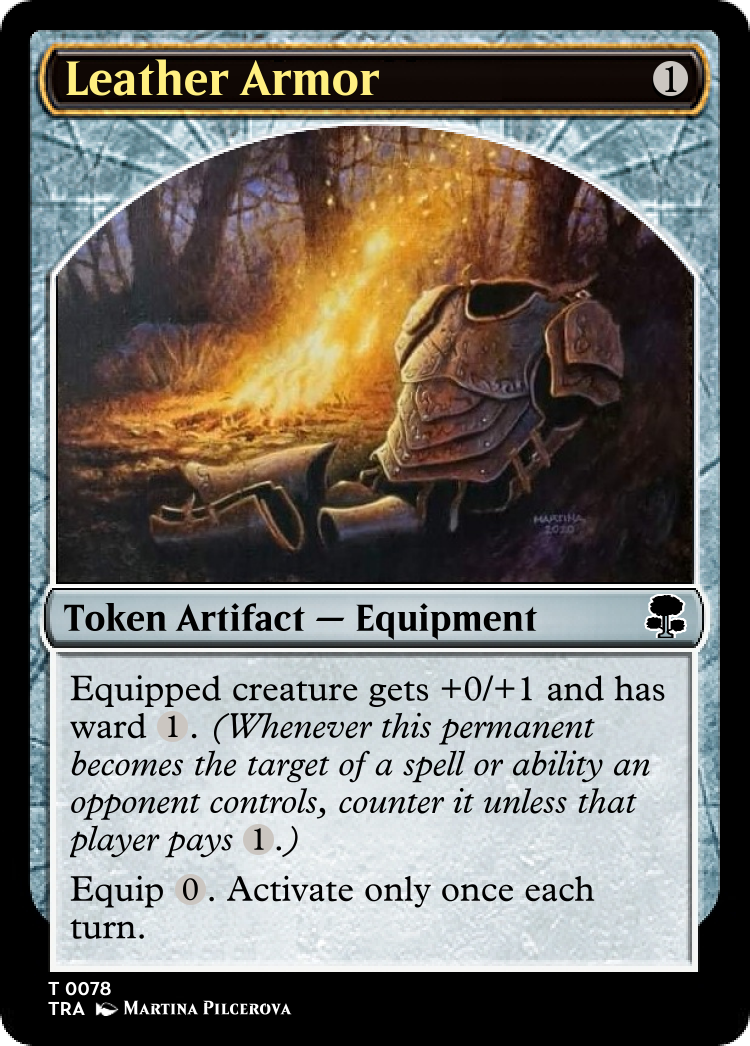 Leather Armor 1
MARTINA
2020
Token Artifact — Equipment
Equipped creature gets +0/+1 and has
ward 1. (Whenever this permanent
becomes the target of a spell or ability an
opponent controls, counter it unless that
player pays 1.)
Equip 0. Activate only once each
turn.
T 0078
TRA Martina Pilcerova